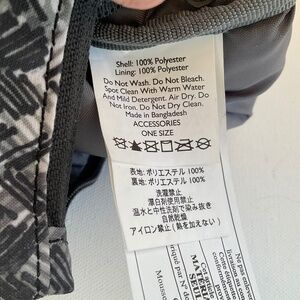 Shell: 100% Polyester
Lining: 100% Polyester
Do Not Wash. Do Not Bleach.
Spot Clean With Warm Water
And Mild Detergent. Air Dry. Do
Not Iron. Do Not Dry Clean.
Made in Bangladesh
ACCESSORIES
ONE SIZE
表地: ポリエステル 100%
裏地: ポリエステル 100%
洗濯禁止
漂白剤使用禁止
温水と中性洗剤で染み抜き
自然乾燥
アイロン禁止 (熱を加えない)
Mousse